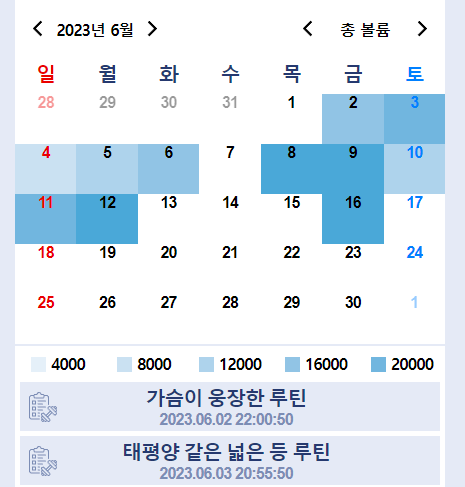 2023년 6월 총 볼륨
일 월 화 수 목 금 토
28 29 30 31 1 2 3
4 5 6 7 8 9 10
11 12 13 14 15 16 17
18 19 20 21 22 23 24
25 26 27 28 29 30 1
4000 8000 12000 16000 20000
가슴이 웅장한 루틴
2023.06.02 22:00:50
태평양 같은 넓은 등 루틴
2023.06.03 20:55:50